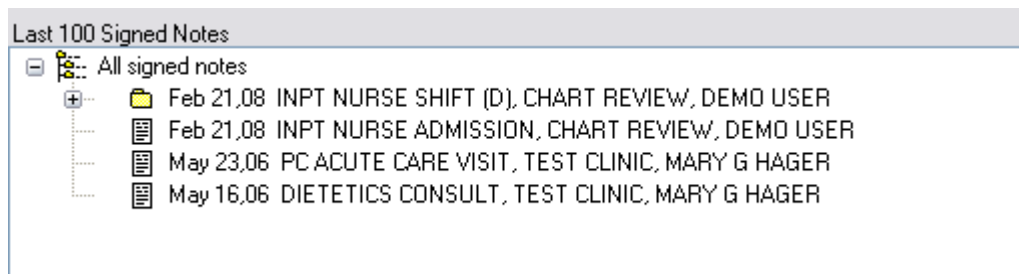 Last 100 Signed Notes
All signed notes
Feb 21,08 INPT NURSE SHIFT (D), CHART REVIEW, DEMO USER
Feb 21,08 INPT NURSE ADMISSION, CHART REVIEW, DEMO USER
May 23,06 PC ACUTE CARE VISIT, TEST CLINIC, MARY G HAGER
May 16,06 DIETETICS CONSULT, TEST CLINIC, MARY G HAGER